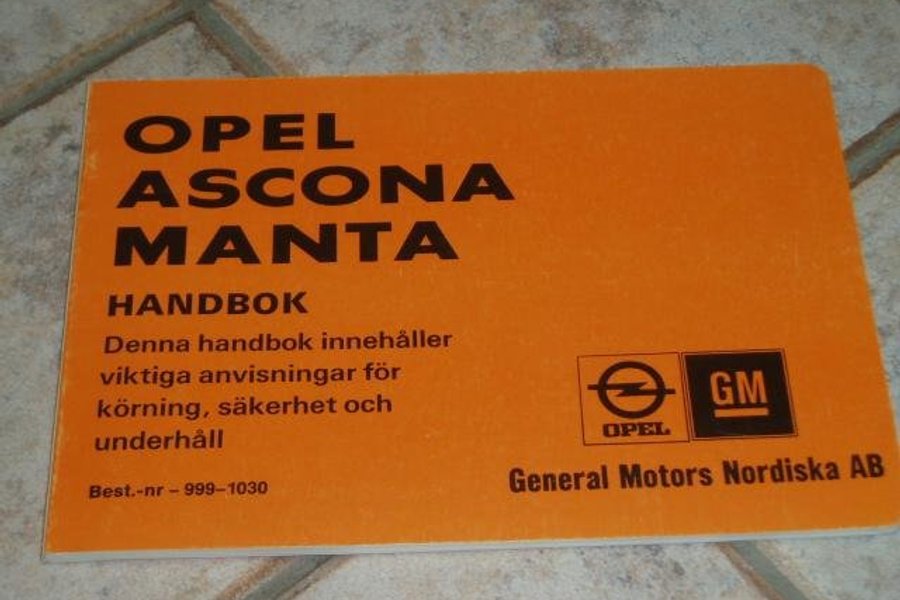 OPEL
ASCONA
MANTA
HANDBOK
Denna handbok innehåller
viktiga anvisningar för
körning, säkerhet och
underhåll
Best.-nr – 999–1030
OPEL
GM
General Motors Nordiska AB